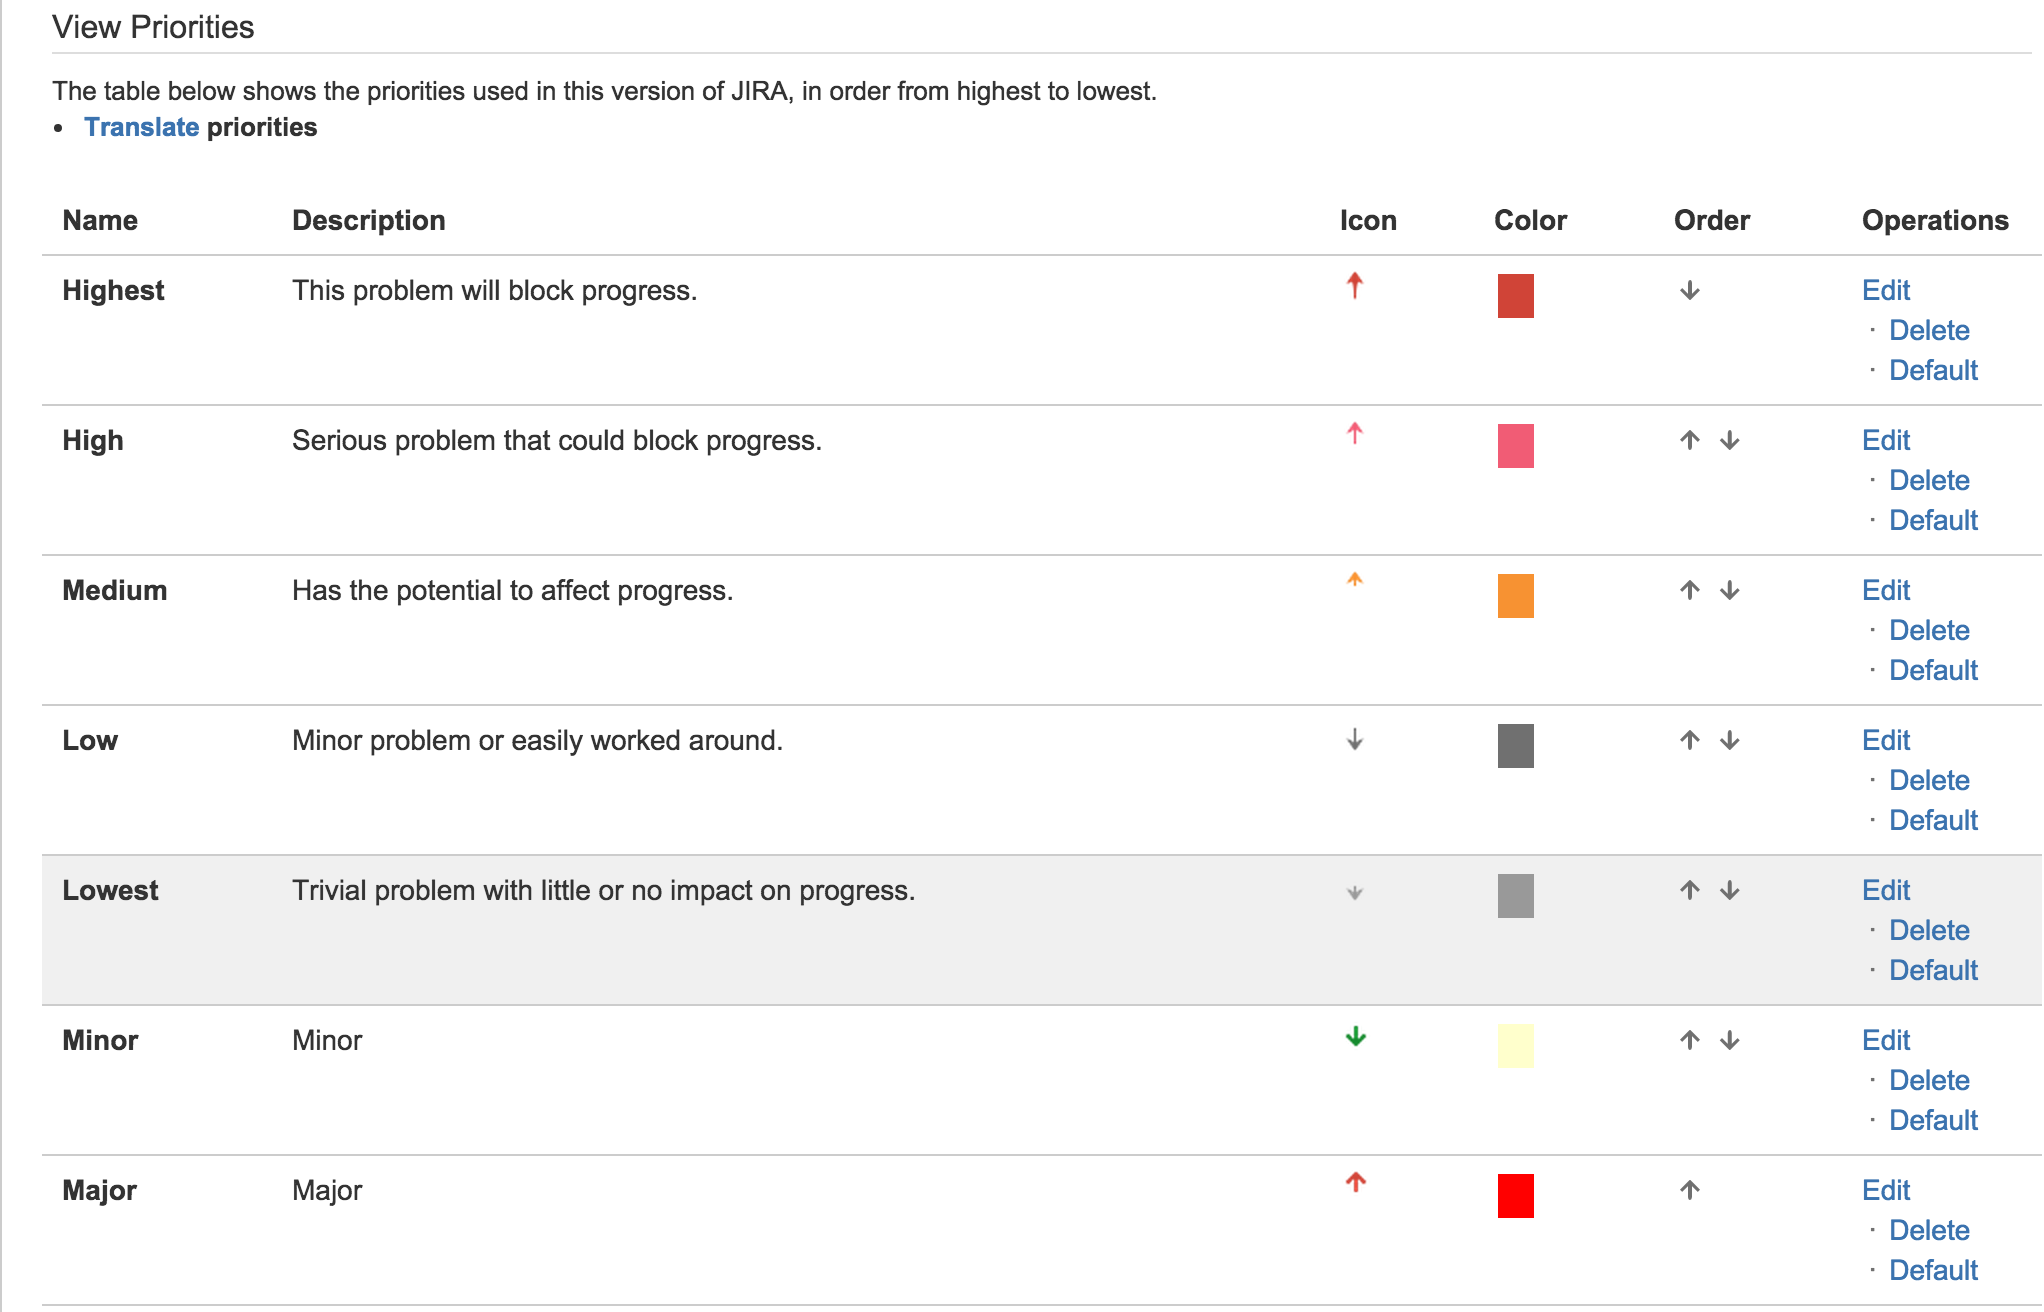 View Priorities
The table below shows the priorities used in this version of JIRA, in order from highest to lowest.
• Translate priorities
Name Description Icon Color Order Operations
Highest This problem will block progress. Edit
· Delete
· Default
High Serious problem that could block progress. Edit
· Delete
· Default
Medium Has the potential to affect progress. Edit
· Delete
· Default
Low Minor problem or easily worked around. Edit
· Delete
· Default
Lowest Trivial problem with little or no impact on progress. Edit
· Delete
· Default
Minor Minor Edit
· Delete
· Default
Major Major Edit
· Delete
· Default